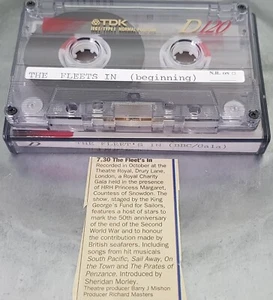 TDK
D120
THE FLEETS IN (beginning)
D
THE FLEET'S IN (BBC/Gala)
7.30 The Fleet's In
Recorded in October at the
Theatre Royal, Drury Lane,
London, a Royal Charity
Gala held in the presence
of HRH Princess Margaret,
Countess of Snowdon. The
show, staged by the King
George's Fund for Sailors,
features a host of stars to
mark the 50th anniversary
of the end of the Second
World War and to honour
the contribution made by
British seafarers. Including
songs from hit musicals
South Pacific, Sail Away, On
the Town and The Pirates of
Penzance. Introduced by
Sheridan Morley.
Theatre producer Barry J Mishon
Producer Richard Masters